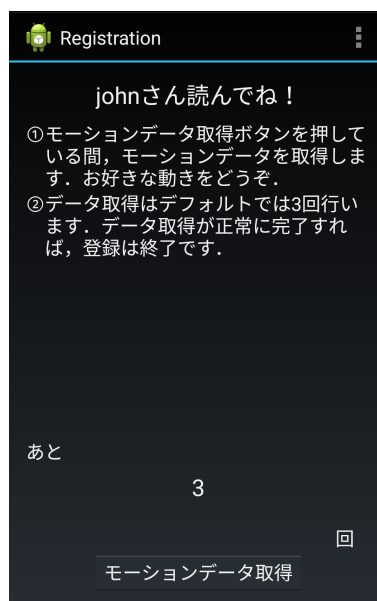 Registration
johnさん読んでね！
①モーションデータ取得ボタンを押して
いる間，モーションデータを取得しま
す．お好きな動きをどうぞ．
②データ取得はデフォルトでは3回行い
ます．データ取得が正常に完了すれ
ば，登録は終了です．
あと
3
回
モーションデータ取得